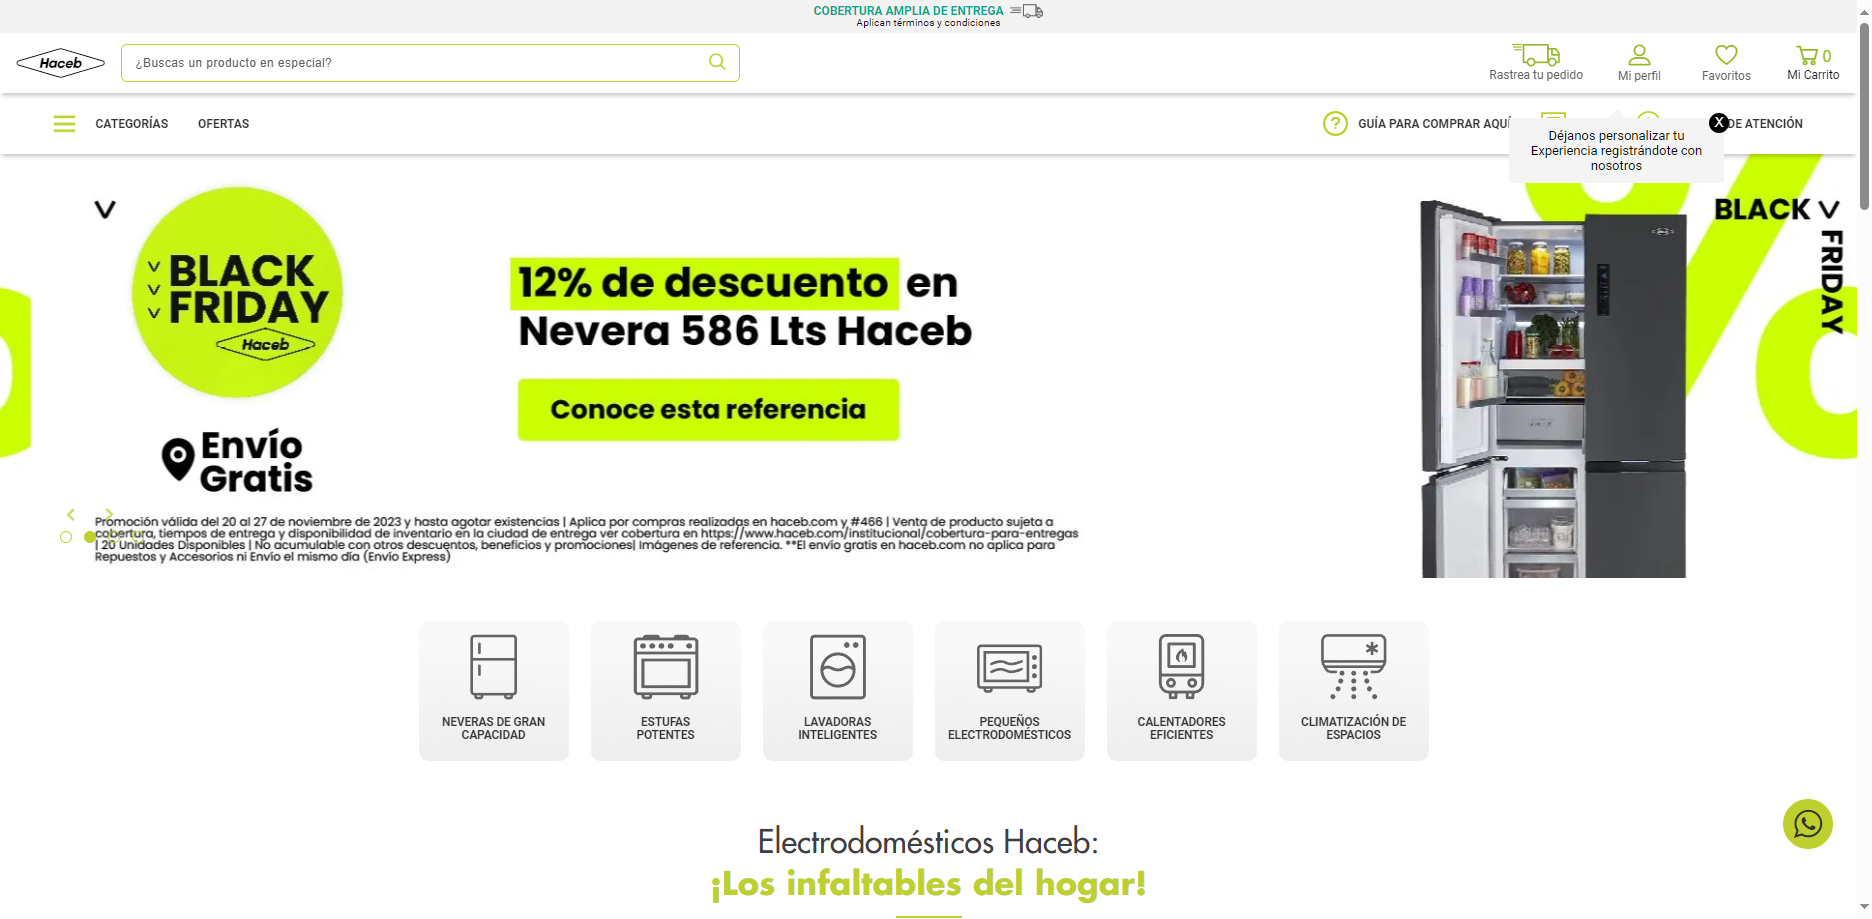 COBERTURA AMPLIA DE ENTREGA
Aplican términos y condiciones
Haceb
¿Buscas un producto en especial?
Rastrea tu pedido
Mi perfil
Favoritos
0
Mi Carrito
CATEGORÍAS
OFERTAS
GUÍA PARA COMPRAR AQUÍ
DE ATENCIÓN
X
Déjanos personalizar tu
Experiencia registrándote con
nosotros
BLACK
FRIDAY
Haceb
Envío
Gratis
12% de descuento en
Nevera 586 Lts Haceb
Conoce esta referencia
BLACK
FRIDAY
Promoción válida del 20 al 27 de noviembre de 2023 y hasta agotar existencias | Aplica por compras realizadas en haceb.com y #466 | Venta de producto sujeta a
cobertura, tiempos de entrega y disponibilidad de inventario en la ciudad de entrega ver cobertura en https://www.haceb.com/institucional/cobertura-para-entregas
| 20 Unidades Disponibles | No acumulable con otros descuentos, beneficios y promociones| Imágenes de referencia. **El envío gratis en haceb.com no aplica para
Repuestos y Accesorios ni Envío el mismo día (Envío Express)
NEVERAS DE GRAN
CAPACIDAD
ESTUFAS
POTENTES
LAVADORAS
INTELIGENTES
PEQUEÑOS
ELECTRODOMÉSTICOS
CALENTADORES
EFICIENTES
CLIMATIZACIÓN DE
ESPACIOS
Electrodomésticos Haceb:
¡Los infaltables del hogar!